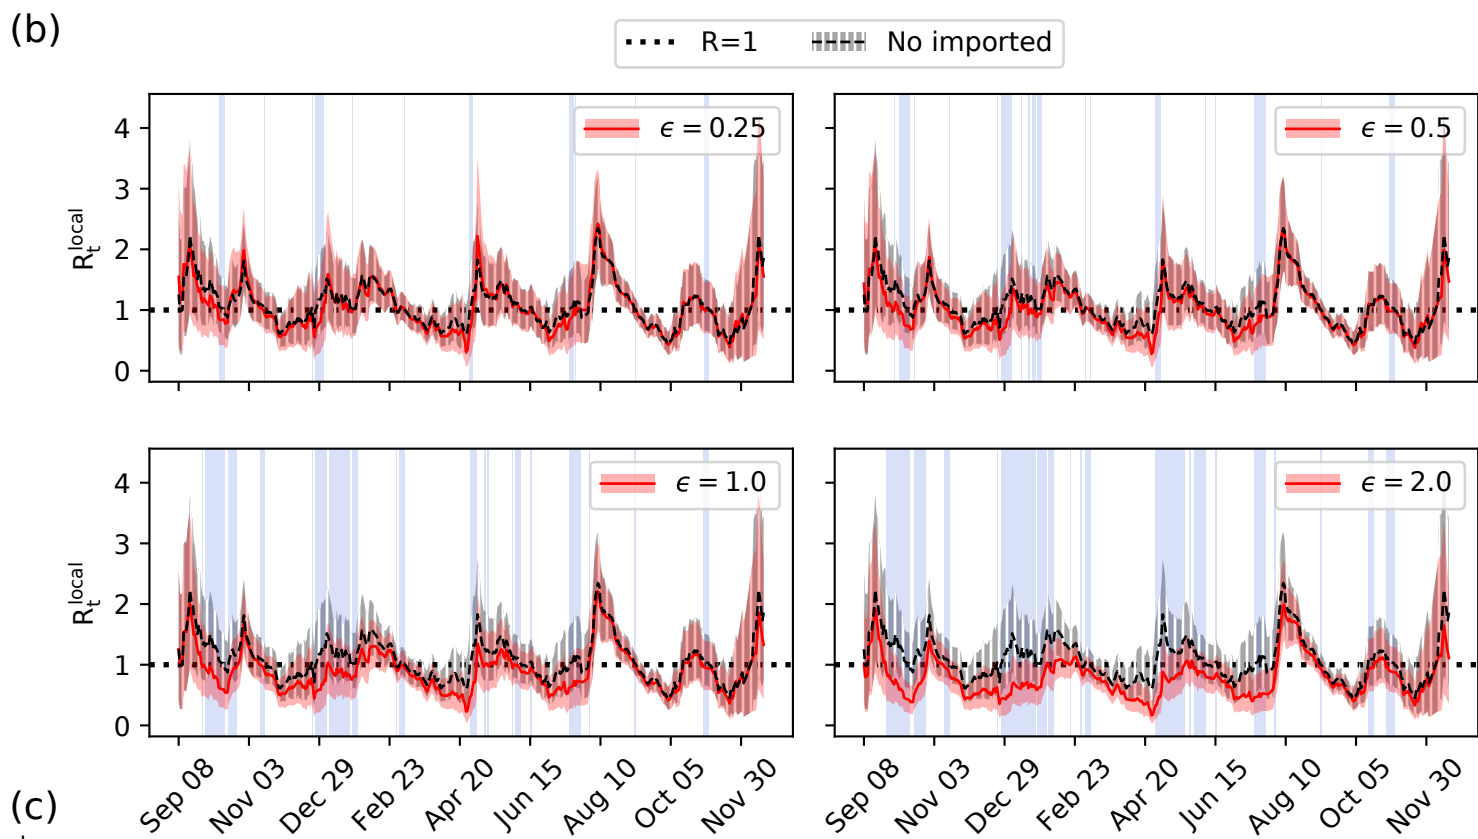 (b)
R=1 No imported
ϵ = 0.25
ϵ = 0.5
4
3
2
1
0
R_t^local
ϵ = 1.0
ϵ = 2.0
4
3
2
1
0
R_t^local
Sep 08 Nov 03 Dec 29 Feb 23 Apr 20 Jun 15 Aug 10 Oct 05 Nov 30
Sep 08 Nov 03 Dec 29 Feb 23 Apr 20 Jun 15 Aug 10 Oct 05 Nov 30
(c)